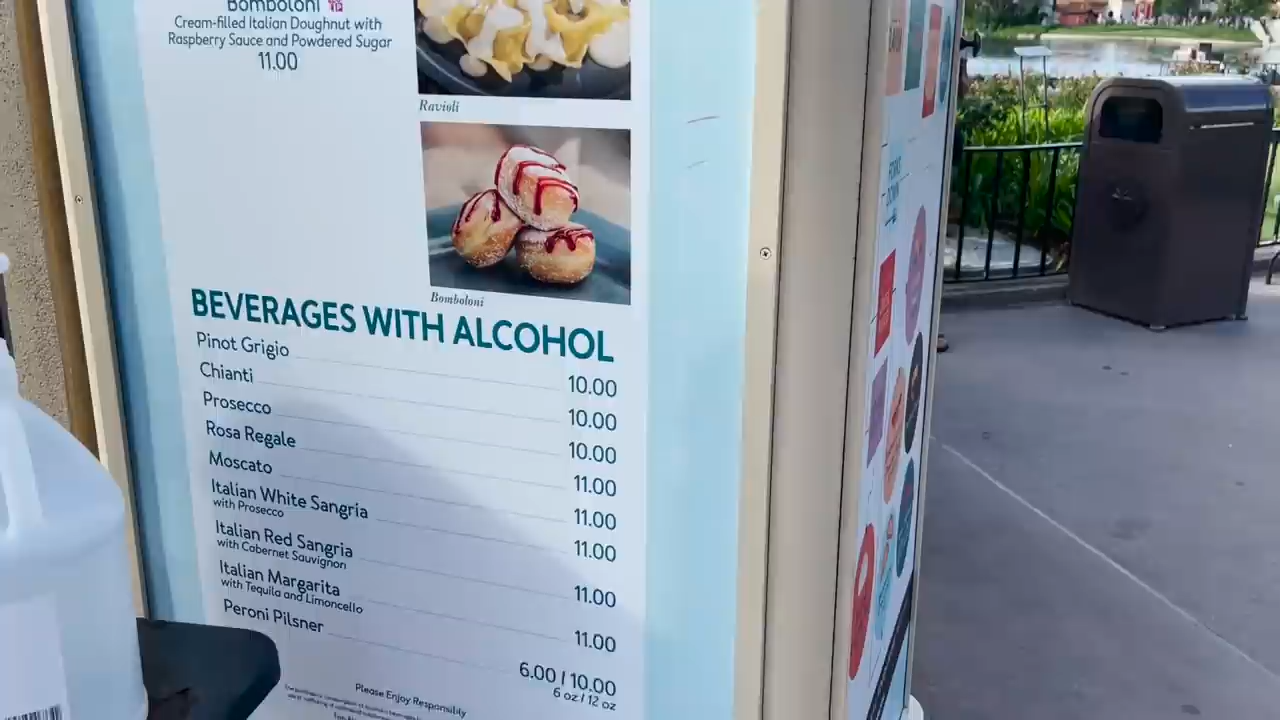 Bomboloni
Cream-filled Italian Doughnut with
Raspberry Sauce and Powdered Sugar
11.00
Ravioli
Bomboloni
BEVERAGES WITH ALCOHOL
Pinot Grigio 10.00
Chianti 10.00
Prosecco 10.00
Rosa Regale 11.00
Moscato 11.00
Italian White Sangria 11.00
with Prosecco
Italian Red Sangria 11.00
with Cabernet Sauvignon
Italian Margarita 11.00
with Tequila and Limoncello
Peroni Pilsner 6.00 / 10.00
6 oz / 12 oz
Please Enjoy Responsibly